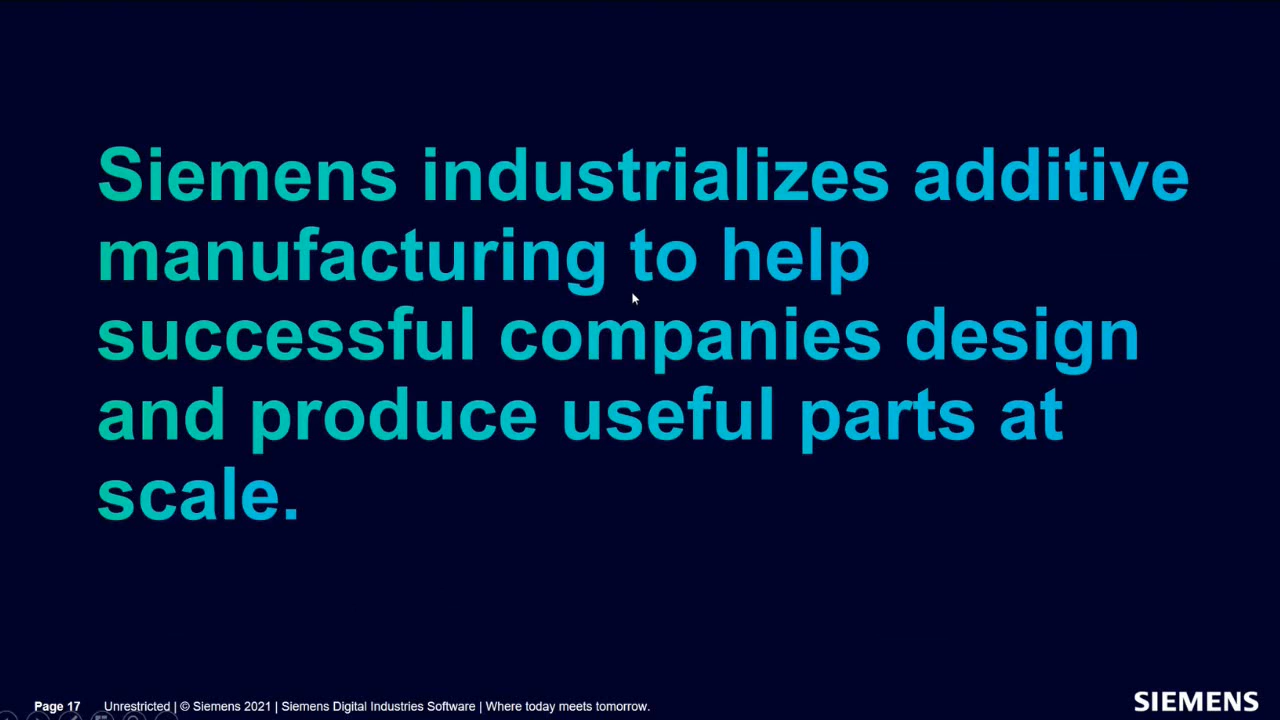 Siemens industrializes additive
manufacturing to help
successful companies design
and produce useful parts at
scale.
Page 17 Unrestricted | © Siemens 2021 | Siemens Digital Industries Software | Where today meets tomorrow.
SIEMENS